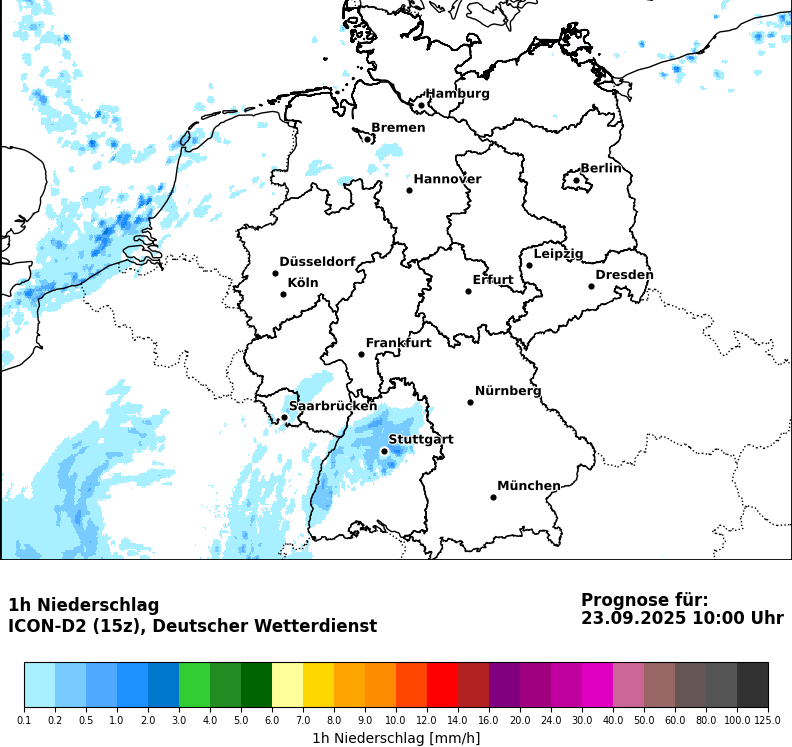 Hamburg
Bremen
Berlin
Hannover
Leipzig
Düsseldorf
Dresden
Köln
Erfurt
Frankfurt
Nürnberg
Saarbrücken
Stuttgart
München
1h Niederschlag
ICON-D2 (15z), Deutscher Wetterdienst
Prognose für:
23.09.2025 10:00 Uhr
0.1 0.2 0.5 1.0 2.0 3.0 4.0 5.0 6.0 7.0 8.0 9.0 10.0 12.0 14.0 16.0 20.0 24.0 30.0 40.0 50.0 60.0 80.0 100.0 125.0
1h Niederschlag [mm/h]